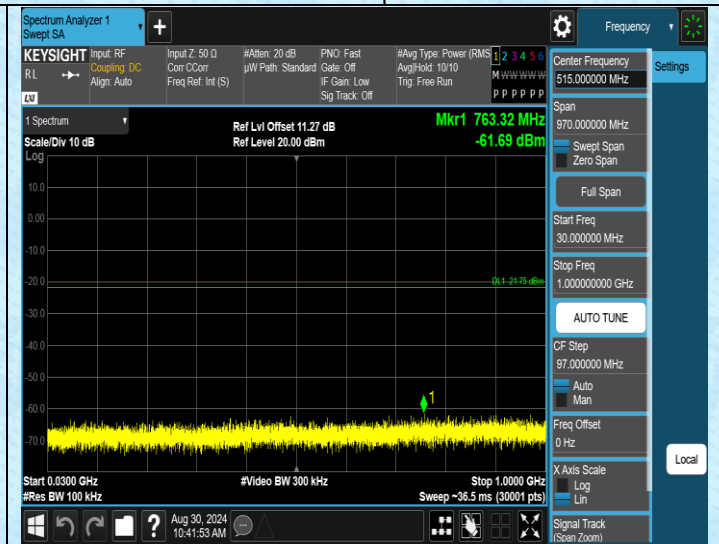 Spectrum Analyzer 1
Swept SA
Frequency
KEYSIGHT
Input: RF
Input Z: 50 Ω
#Atten: 20 dB
PNO: Fast
#Avg Type: Power (RMS
1 2 3 4 5 6
RL
Coupling: DC
Corr CCorr
µW Path: Standard
Gate: Off
Avg|Hold: 10/10
M W W W W W
Align: Auto
Freq Ref: Int (S)
IF Gain: Low
Trig: Free Run
Sig Track: Off
P P P P P P
LXI
1 Spectrum
Ref Lvl Offset 11.27 dB
Mkr1 763.32 MHz
Scale/Div 10 dB
Ref Level 20.00 dBm
-61.69 dBm
Log
10.0
0.00
-10.0
-20.0
DL1 -21.75 dBm
-30.0
-40.0
-50.0
-60.0
-70.0
1
Start 0.0300 GHz
#Video BW 300 kHz
Stop 1.0000 GHz
#Res BW 100 kHz
Sweep ~36.5 ms (30001 pts)
Aug 30, 2024
10:41:53 AM
Center Frequency
515.000000 MHz
Settings
Span
970.000000 MHz
Swept Span
Zero Span
Full Span
Start Freq
30.000000 MHz
Stop Freq
1.000000000 GHz
AUTO TUNE
CF Step
97.000000 MHz
Auto
Man
Freq Offset
0 Hz
X Axis Scale
Log
Lin
Local
Signal Track
(Span Zoom)